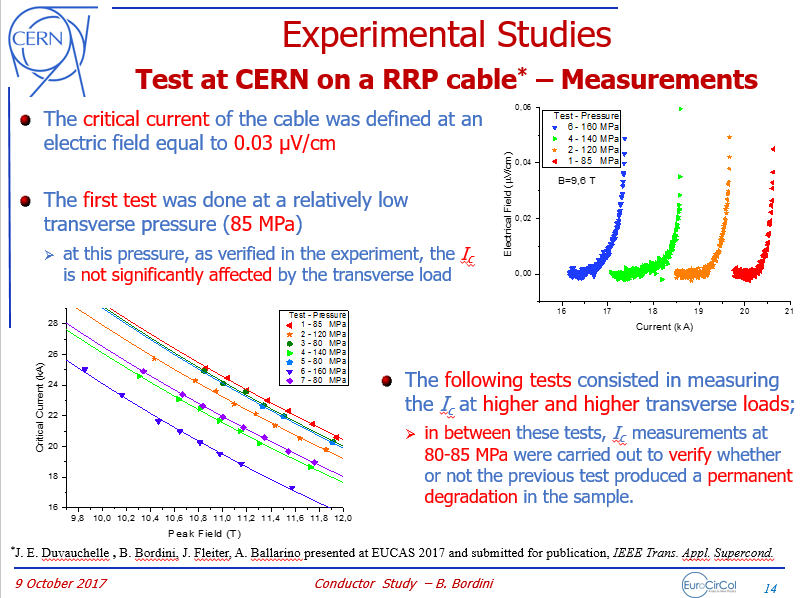 CERN
Experimental Studies
Test at CERN on a RRP cable* – Measurements
The critical current of the cable was defined at an
electric field equal to 0.03 µV/cm
The first test was done at a relatively low
transverse pressure (85 MPa)
at this pressure, as verified in the experiment, the IC
is not significantly affected by the transverse load
Electrical Field (µV/cm)
0,06
0,04
0,02
0,00
Test - Pressure
6 - 160 MPa
4 - 140 MPa
2 - 120 MPa
1 - 85 MPa
B=9,6 T
16 17 18 19 20 21
Current (kA)
Critical Current (kA)
28
26
24
22
20
18
16
Test - Pressure
1 - 85 MPa
2 - 120 MPa
3 - 80 MPa
4 - 140 MPa
5 - 80 MPa
6 - 160 MPa
7 - 80 MPa
9,8 10,0 10,2 10,4 10,6 10,8 11,0 11,2 11,4 11,6 11,8 12,0
Peak Field (T)
The following tests consisted in measuring
the Ic at higher and higher transverse loads;
in between these tests, IC measurements at
80-85 MPa were carried out to verify whether
or not the previous test produced a permanent
degradation in the sample.
*J. E. Duvauchelle , B. Bordini, J. Fleiter, A. Ballarino presented at EUCAS 2017 and submitted for publication, IEEE Trans. Appl. Supercond.
9 October 2017
Conductor Study – B. Bordini
EuroCirCol
14